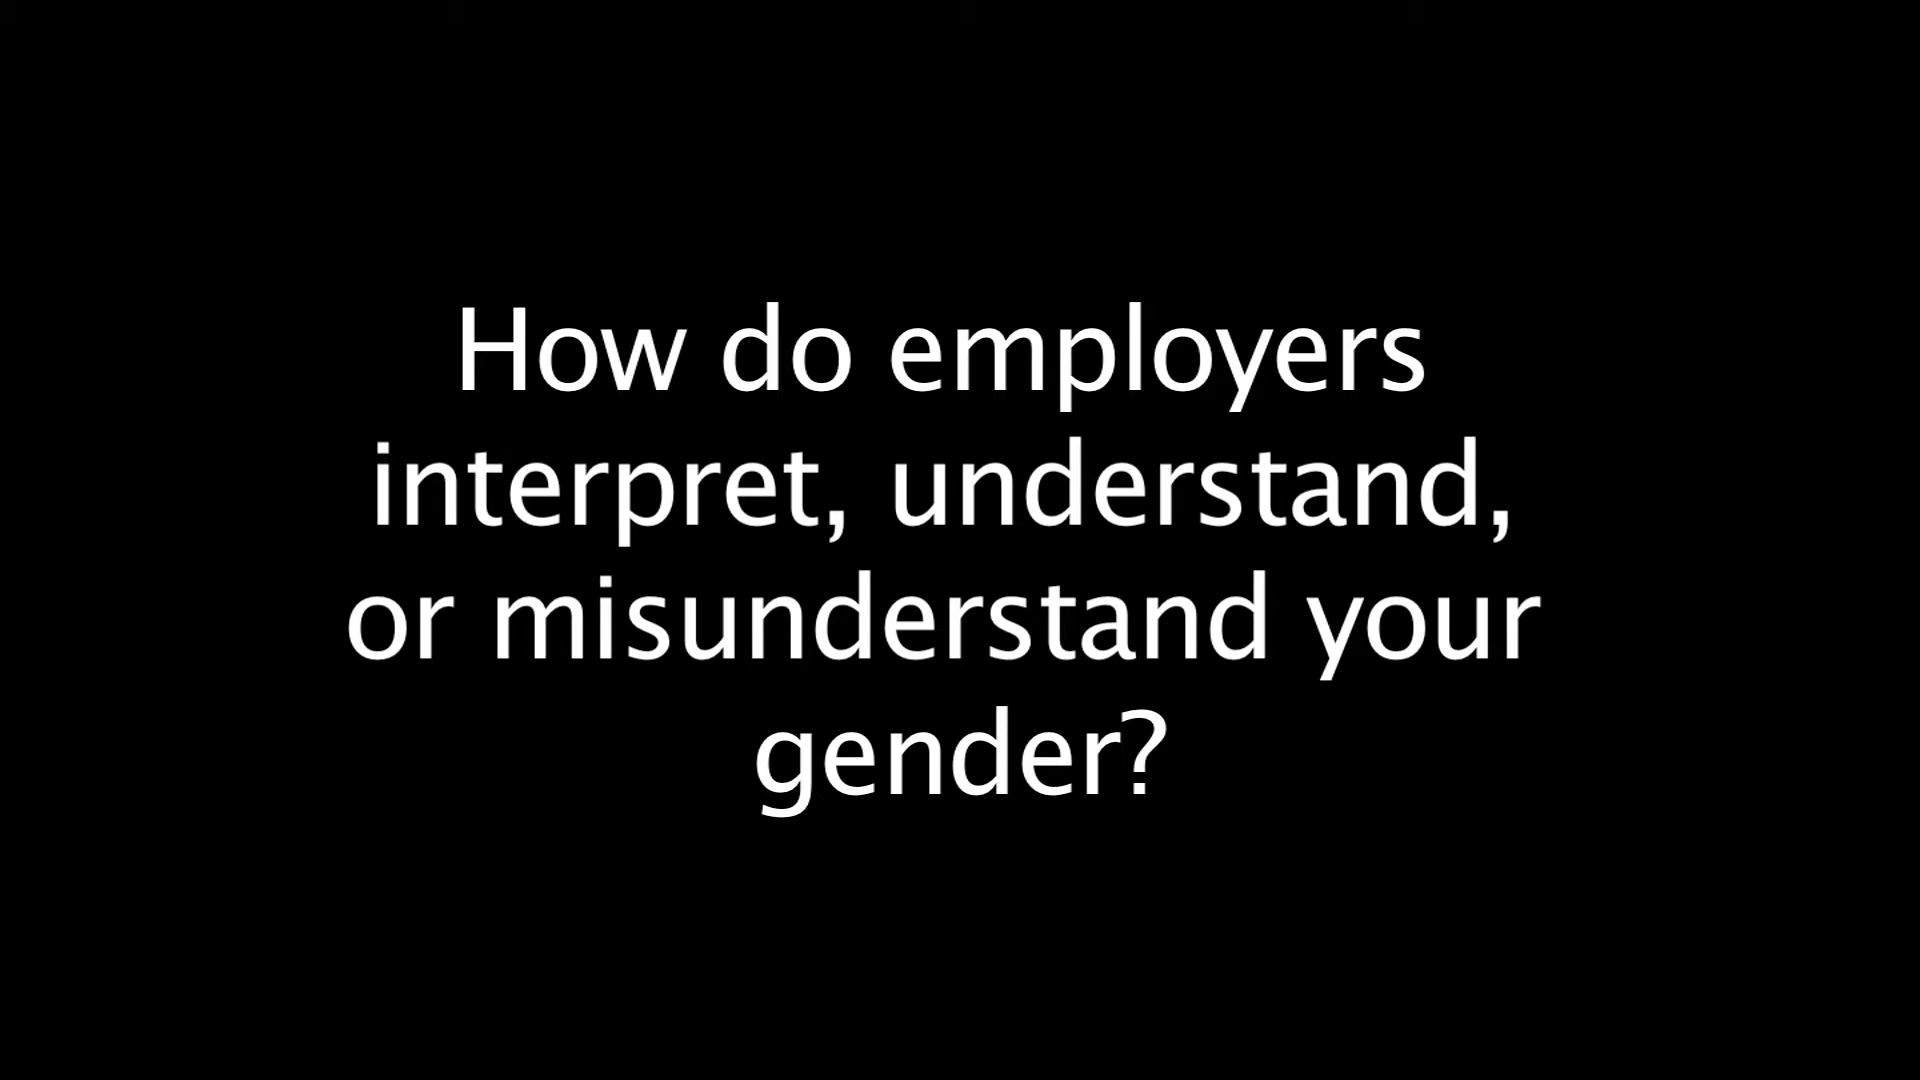 How do employers
interpret, understand,
or misunderstand your
gender?